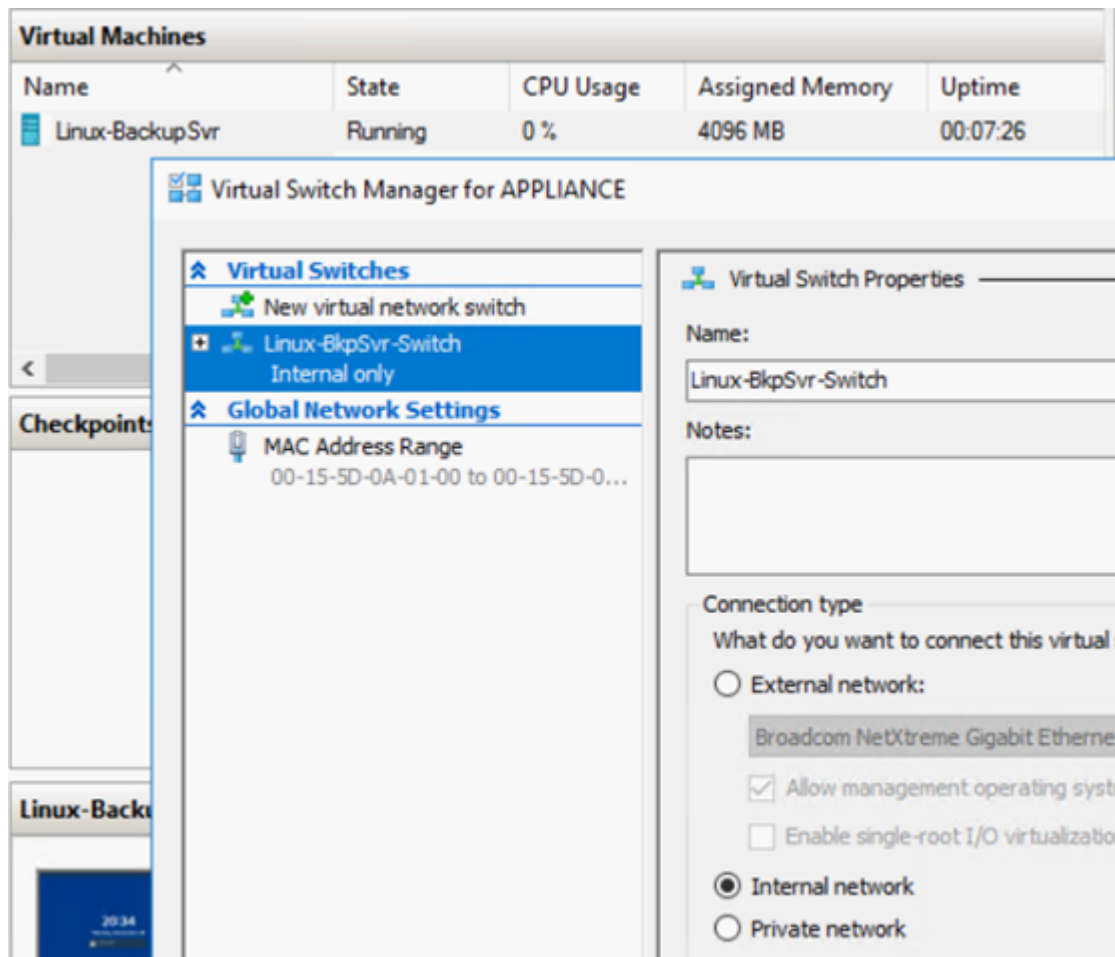 Virtual Machines
Name State CPU Usage Assigned Memory Uptime
Linux-BackupSvr Running 0 % 4096 MB 00:07:26
Virtual Switch Manager for APPLIANCE
Virtual Switches
New virtual network switch
Linux-BkpSvr-Switch
Internal only
Global Network Settings
MAC Address Range
00-15-5D-0A-01-00 to 00-15-5D-0...
Virtual Switch Properties
Name:
Linux-BkpSvr-Switch
Notes:
Connection type
What do you want to connect this virtual
External network:
Broadcom NetXtreme Gigabit Etherne
Allow management operating syst
Enable single-root I/O virtualizatio
Internal network
Private network
Checkpoints
Linux-Backu
20:34